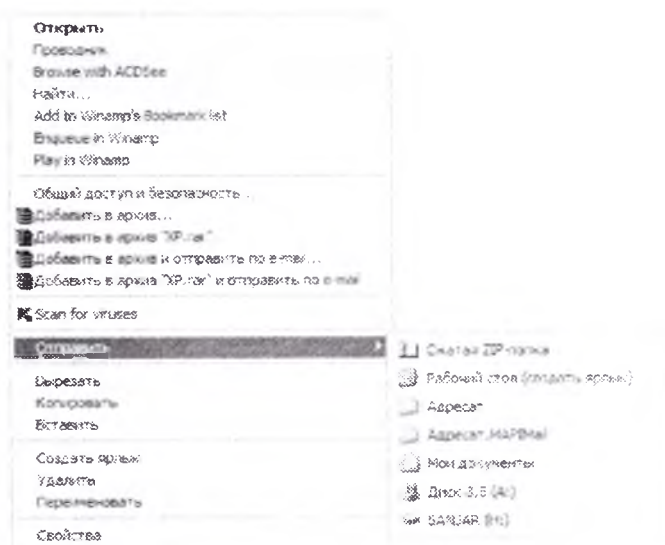 Открыть
Проводник
Browse with ACDSee
Найти...
Add to Winamp's Bookmark list
Enqueue in Winamp
Play in Winamp
Общий доступ и безопасность...
Добавить в архив...
Добавить в архив "XP.rar"
Добавить в архив и отправить по e-mail...
Добавить в архив "XP.rar" и отправить по e-mail
Scan for viruses
Отправить
Сжатая ZIP-папка
Рабочий стол (создать ярлык)
Адресат
Адресат.MAPIMail
Мои документы
Диск 3,5 (A:)
SANJAR (H:)
Вырезать
Копировать
Вставить
Создать ярлык
Удалить
Переименовать
Свойства